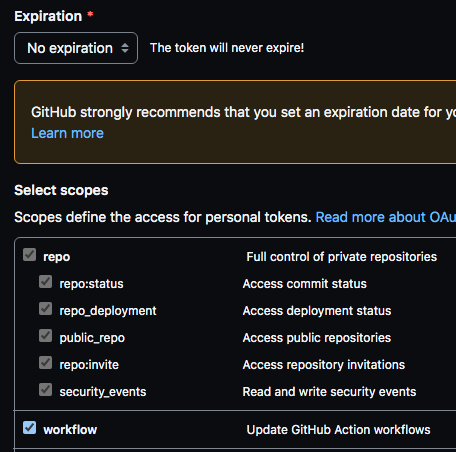 Expiration *
No expiration The token will never expire!
GitHub strongly recommends that you set an expiration date for
Learn more
Select scopes
Scopes define the access for personal tokens. Read more about
repo Full control of private repositories
repo:status Access commit status
repo_deployment Access deployment status
public_repo Access public repositories
repo:invite Access repository invitations
security_events Read and write security events
workflow Update GitHub Action workflows